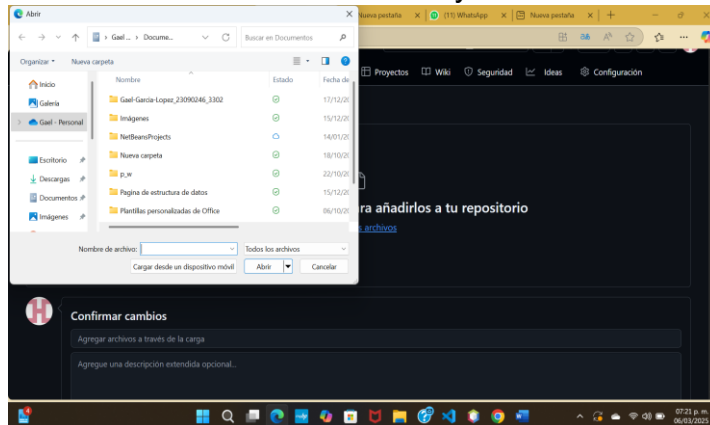 Abrir
Nueva pestaña
(11) WhatsApp
Nueva pestaña
Gael ... > Docume...
Buscar en Documentos
Organizar
Nueva carpeta
Proyectos
Wiki
Seguridad
Ideas
Configuración
Inicio
Galería
Gael - Personal
Escritorio
Descargas
Documentos
Imágenes
Nombre
Estado
Fecha de
Gael-Garcia-Lopez_23090246_3302
17/12/20
Imágenes
15/12/20
NetBeansProjects
14/01/20
Nueva carpeta
18/10/20
p_w
22/10/20
Pagina de estructura de datos
15/12/20
Plantillas personalizadas de Office
06/10/20
ra añadirlos a tu repositorio
s archivos
Nombre de archivo:
Todos los archivos
Cargar desde un dispositivo móvil
Abrir
Cancelar
Confirmar cambios
Agregar archivos a través de la carga
Agregue una descripción extendida opcional...
07:21 p. m.
06/03/2025